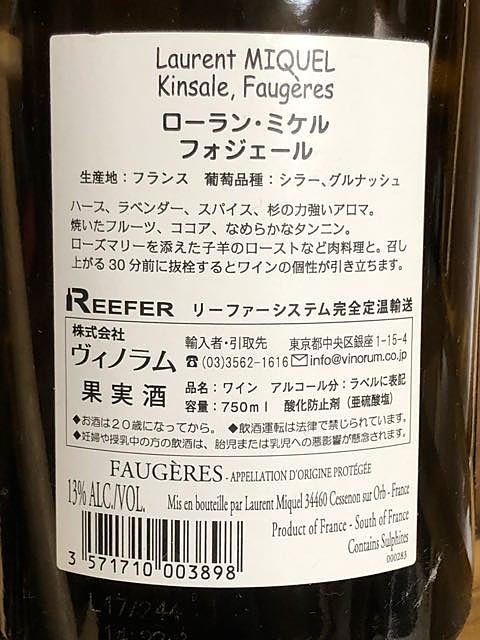 Laurent MIQUEL
Kinsale, Faugères
ローラン・ミケル
フォジェール
生産地：フランス　葡萄品種：シラー、グルナッシュ
ハーブ、ラベンダー、スパイス、杉の力強いアロマ。
焼いたフルーツ、ココア、なめらかなタンニン。
ローズマリーを添えた子羊のローストなど肉料理と。召し
上がる30分前に抜栓するとワインの個性が引き立ちます。
REEFER リーファーシステム完全定温輸送
株式会社
ヴィノラム
輸入者・引取先 東京都中央区銀座1-15-4
☎(03)3562-1616 ✉info@vinorum.co.jp
果実酒
品名：ワイン アルコール分：ラベルに表記
容量：750ml 酸化防止剤（亜硫酸塩）
◆お酒は20歳になってから。 ◆飲酒運転は法律で禁じられています。
◆妊婦や授乳中の方の飲酒は、胎児または乳児への悪影響が懸念されます。
FAUGÈRES - APPELLATION D'ORIGINE PROTÉGÉE
13% ALC./VOL.
Mis en bouteille par Laurent Miquel 34460 Cessenon sur Orb - France
Product of France - South of France
Contains Sulphites
000283
3 571710 003898
L17/244